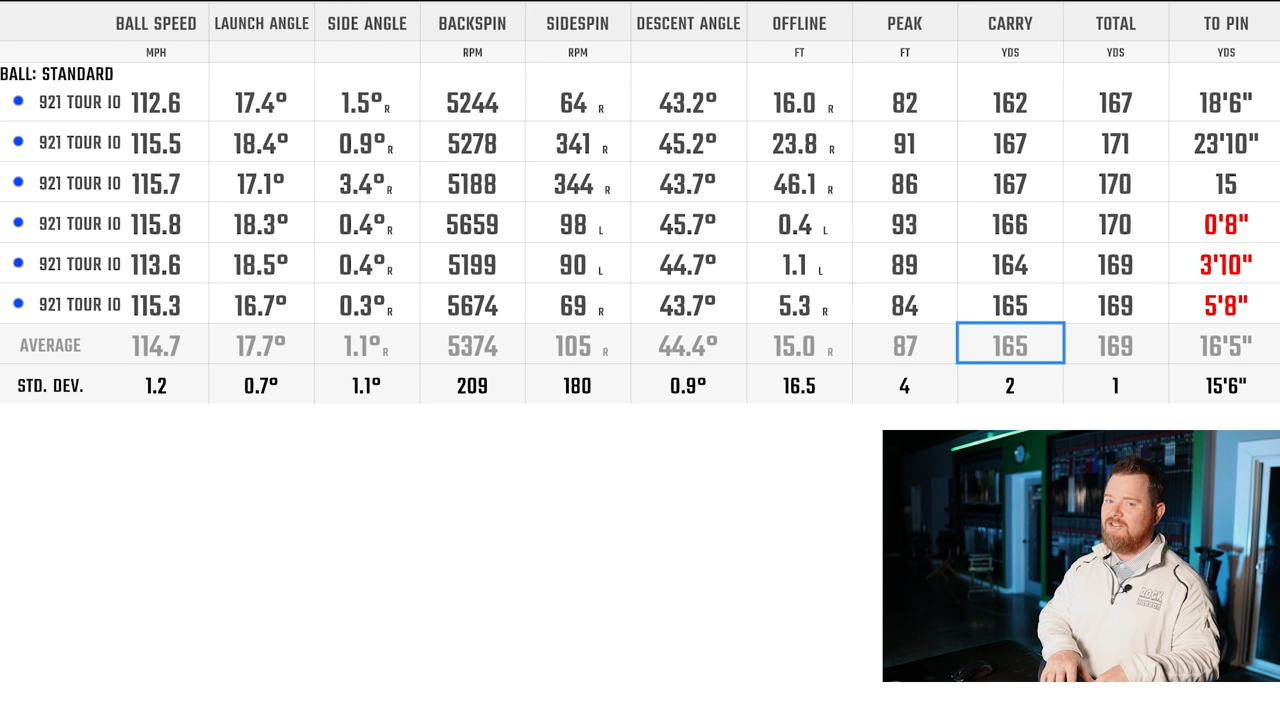 BALL SPEED LAUNCH ANGLE SIDE ANGLE BACKSPIN SIDESPIN DESCENT ANGLE OFFLINE PEAK CARRY TOTAL TO PIN
MPH RPM RPM FT FT YDS YDS YDS
BALL: STANDARD
921 TOUR IO 112.6 17.4° 1.5° R 5244 64 R 43.2° 16.0 R 82 162 167 18'6"
921 TOUR IO 115.5 18.4° 0.9° R 5278 341 R 45.2° 23.8 R 91 167 171 23'10"
921 TOUR IO 115.7 17.1° 3.4° R 5188 344 R 43.7° 46.1 R 86 167 170 15
921 TOUR IO 115.8 18.3° 0.4° R 5659 98 L 45.7° 0.4 L 93 166 170 0'8"
921 TOUR IO 113.6 18.5° 0.4° R 5199 90 L 44.7° 1.1 L 89 164 169 3'10"
921 TOUR IO 115.3 16.7° 0.3° R 5674 69 R 43.7° 5.3 R 84 165 169 5'8"
AVERAGE 114.7 17.7° 1.1° R 5374 105 R 44.4° 15.0 R 87 165 169 16'5"
STD. DEV. 1.2 0.7° 1.1° 209 180 0.9° 16.5 4 2 1 15'6"
ROCK